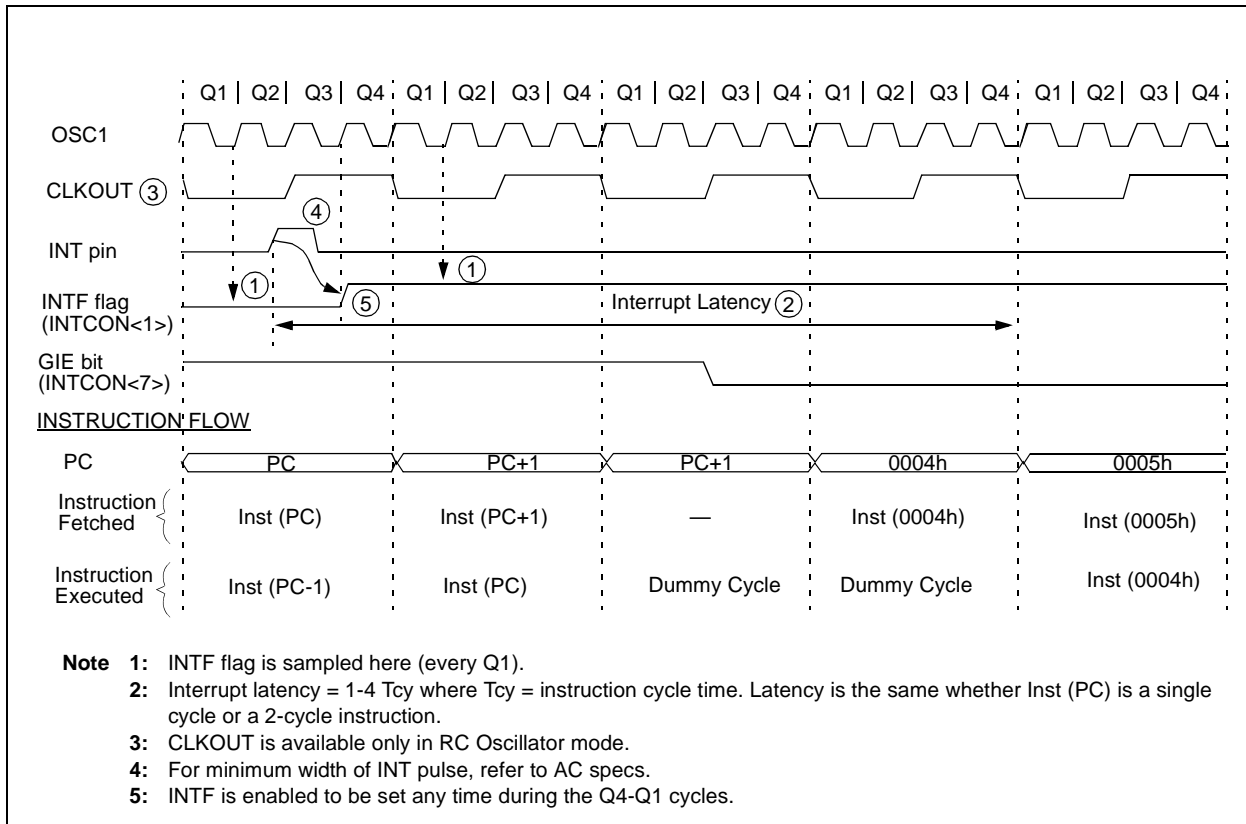 Q1 | Q2 | Q3 | Q4 Q1 | Q2 | Q3 | Q4 Q1 | Q2 | Q3 | Q4 Q1 | Q2 | Q3 | Q4 Q1 | Q2 | Q3 | Q4
OSC1
CLKOUT 3
4
INT pin
1 1
INTF flag
(INTCON<1>)
5
Interrupt Latency 2
GIE bit
(INTCON<7>)
INSTRUCTION FLOW
PC PC PC+1 PC+1 0004h 0005h
Instruction
Fetched
Inst (PC) Inst (PC+1) — Inst (0004h) Inst (0005h)
Instruction
Executed
Inst (PC-1) Inst (PC) Dummy Cycle Dummy Cycle Inst (0004h)
Note 1: INTF flag is sampled here (every Q1).
2: Interrupt latency = 1-4 Tcy where Tcy = instruction cycle time. Latency is the same whether Inst (PC) is a single
cycle or a 2-cycle instruction.
3: CLKOUT is available only in RC Oscillator mode.
4: For minimum width of INT pulse, refer to AC specs.
5: INTF is enabled to be set any time during the Q4-Q1 cycles.